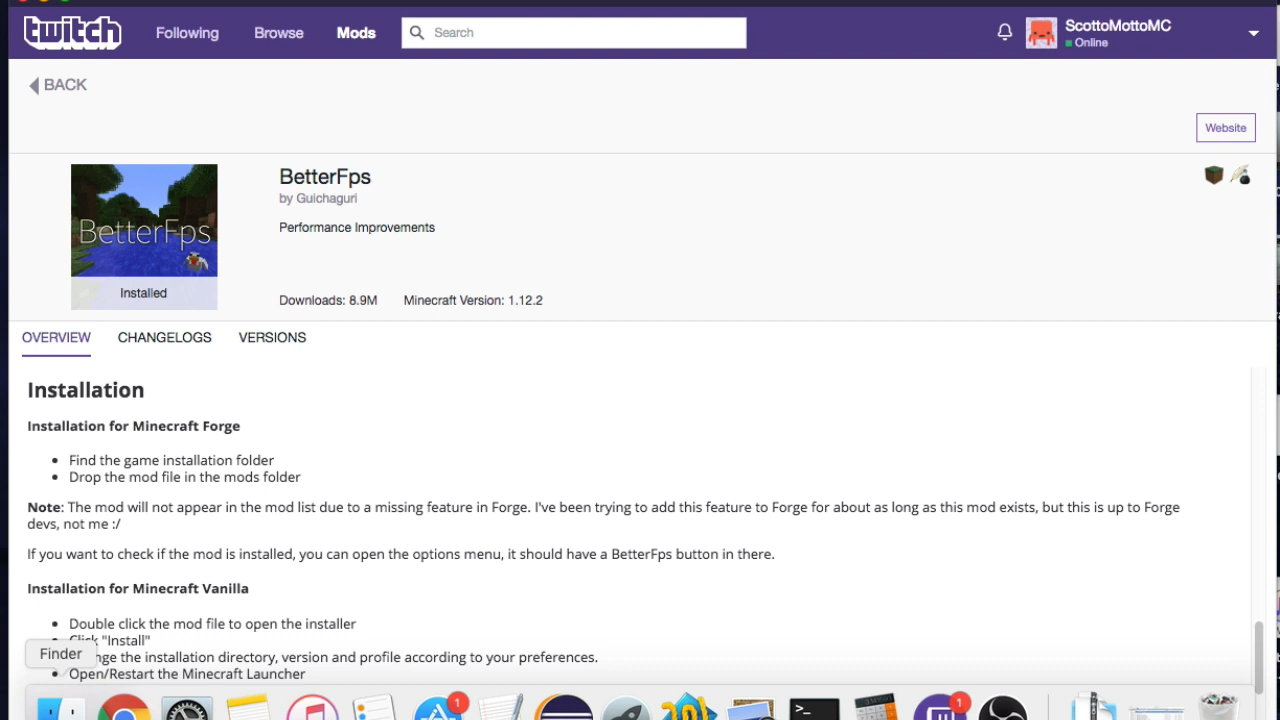 twitch
Following
Browse
Mods
Search
ScottoMottoMC
Online
BACK
Website
BetterFps
Installed
BetterFps
by Guichaguri
Performance Improvements
Downloads: 8.9M
Minecraft Version: 1.12.2
OVERVIEW
CHANGELOGS
VERSIONS
Installation
Installation for Minecraft Forge
• Find the game installation folder
• Drop the mod file in the mods folder
Note: The mod will not appear in the mod list due to a missing feature in Forge. I've been trying to add this feature to Forge for about as long as this mod exists, but this is up to Forge
devs, not me :/
If you want to check if the mod is installed, you can open the options menu, it should have a BetterFps button in there.
Installation for Minecraft Vanilla
• Double click the mod file to open the installer
• Click "Install"
the installation directory, version and profile according to your preferences.
• Open/Restart the Minecraft Launcher
Finder
1
1